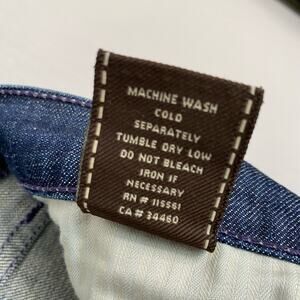 MACHINE WASH
COLD
SEPARATELY
TUMBLE DRY LOW
DO NOT BLEACH
IRON IF
NECESSARY
RN # 115551
CA # 34460